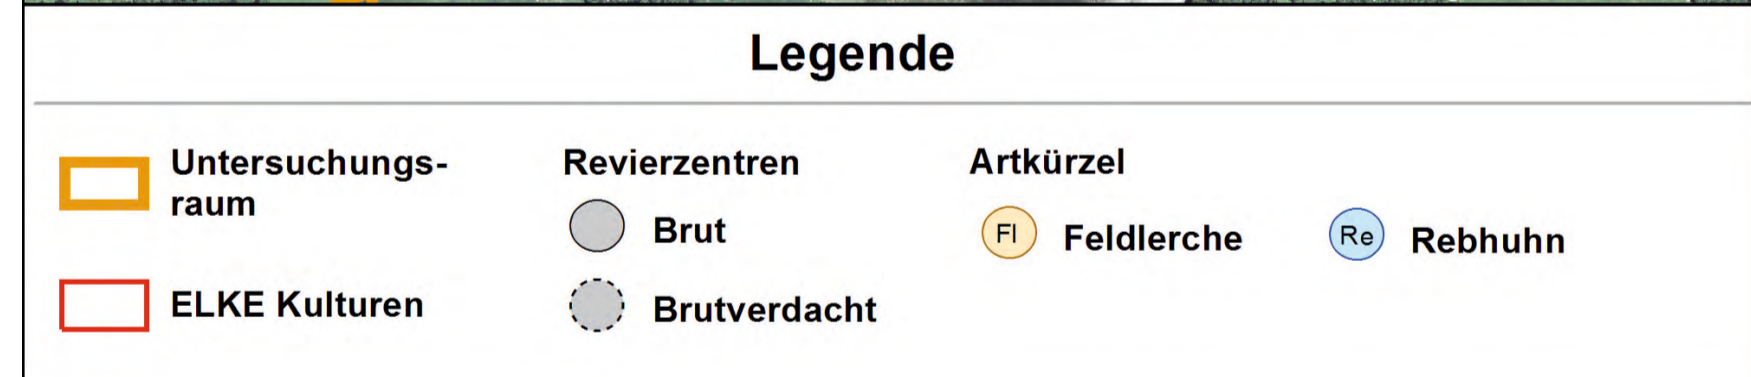 Legende
Untersuchungs-
raum
ELKE Kulturen
Revierzentren
Brut
Brutverdacht
Artkürzel
Fl Feldlerche
Re Rebhuhn